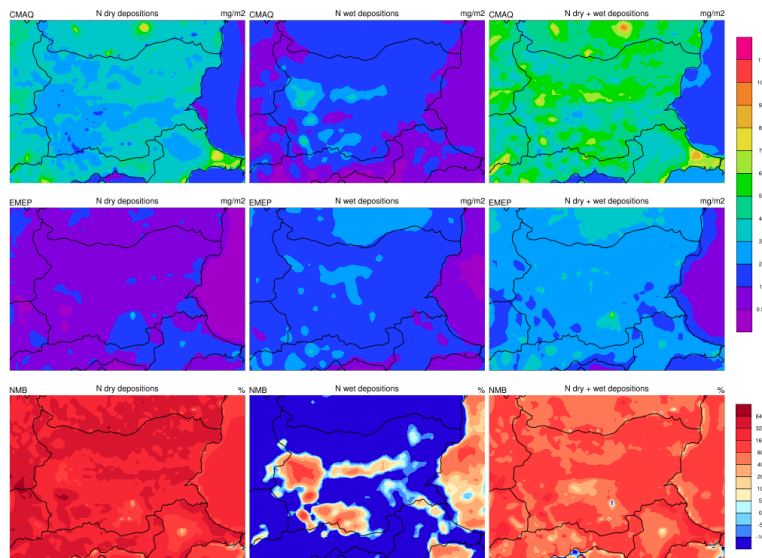 CMAQ N dry depositions mg/m2
CMAQ N wet depositions mg/m2
CMAQ N dry + wet depositions mg/m2
10
9
8
7
6
5
4
3
2
1
EMEP N dry depositions mg/m2
EMEP N wet depositions mg/m2
EMEP N dry + wet depositions mg/m2
NMB N dry depositions %
NMB N wet depositions %
NMB N dry + wet depositions %
64
32
16
80
40
20
10
5
0
-5